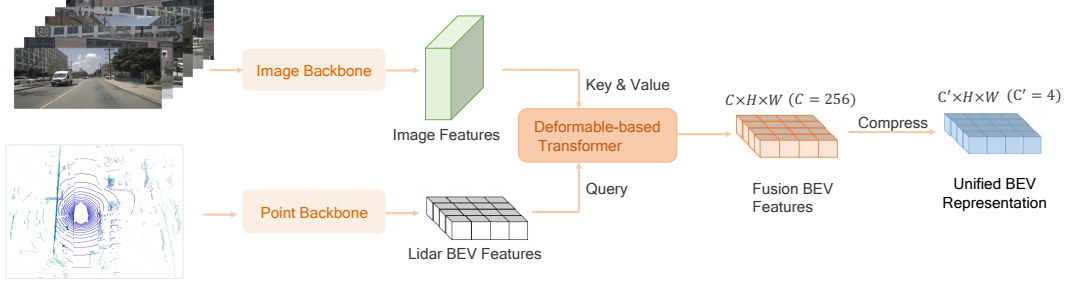 Image Backbone
Image Features
Key & Value
Deformable-based
Transformer
Query
Point Backbone
Lidar BEV Features
C×H×W (C = 256)
Fusion BEV
Features
Compress
C′×H×W (C′ = 4)
Unified BEV
Representation